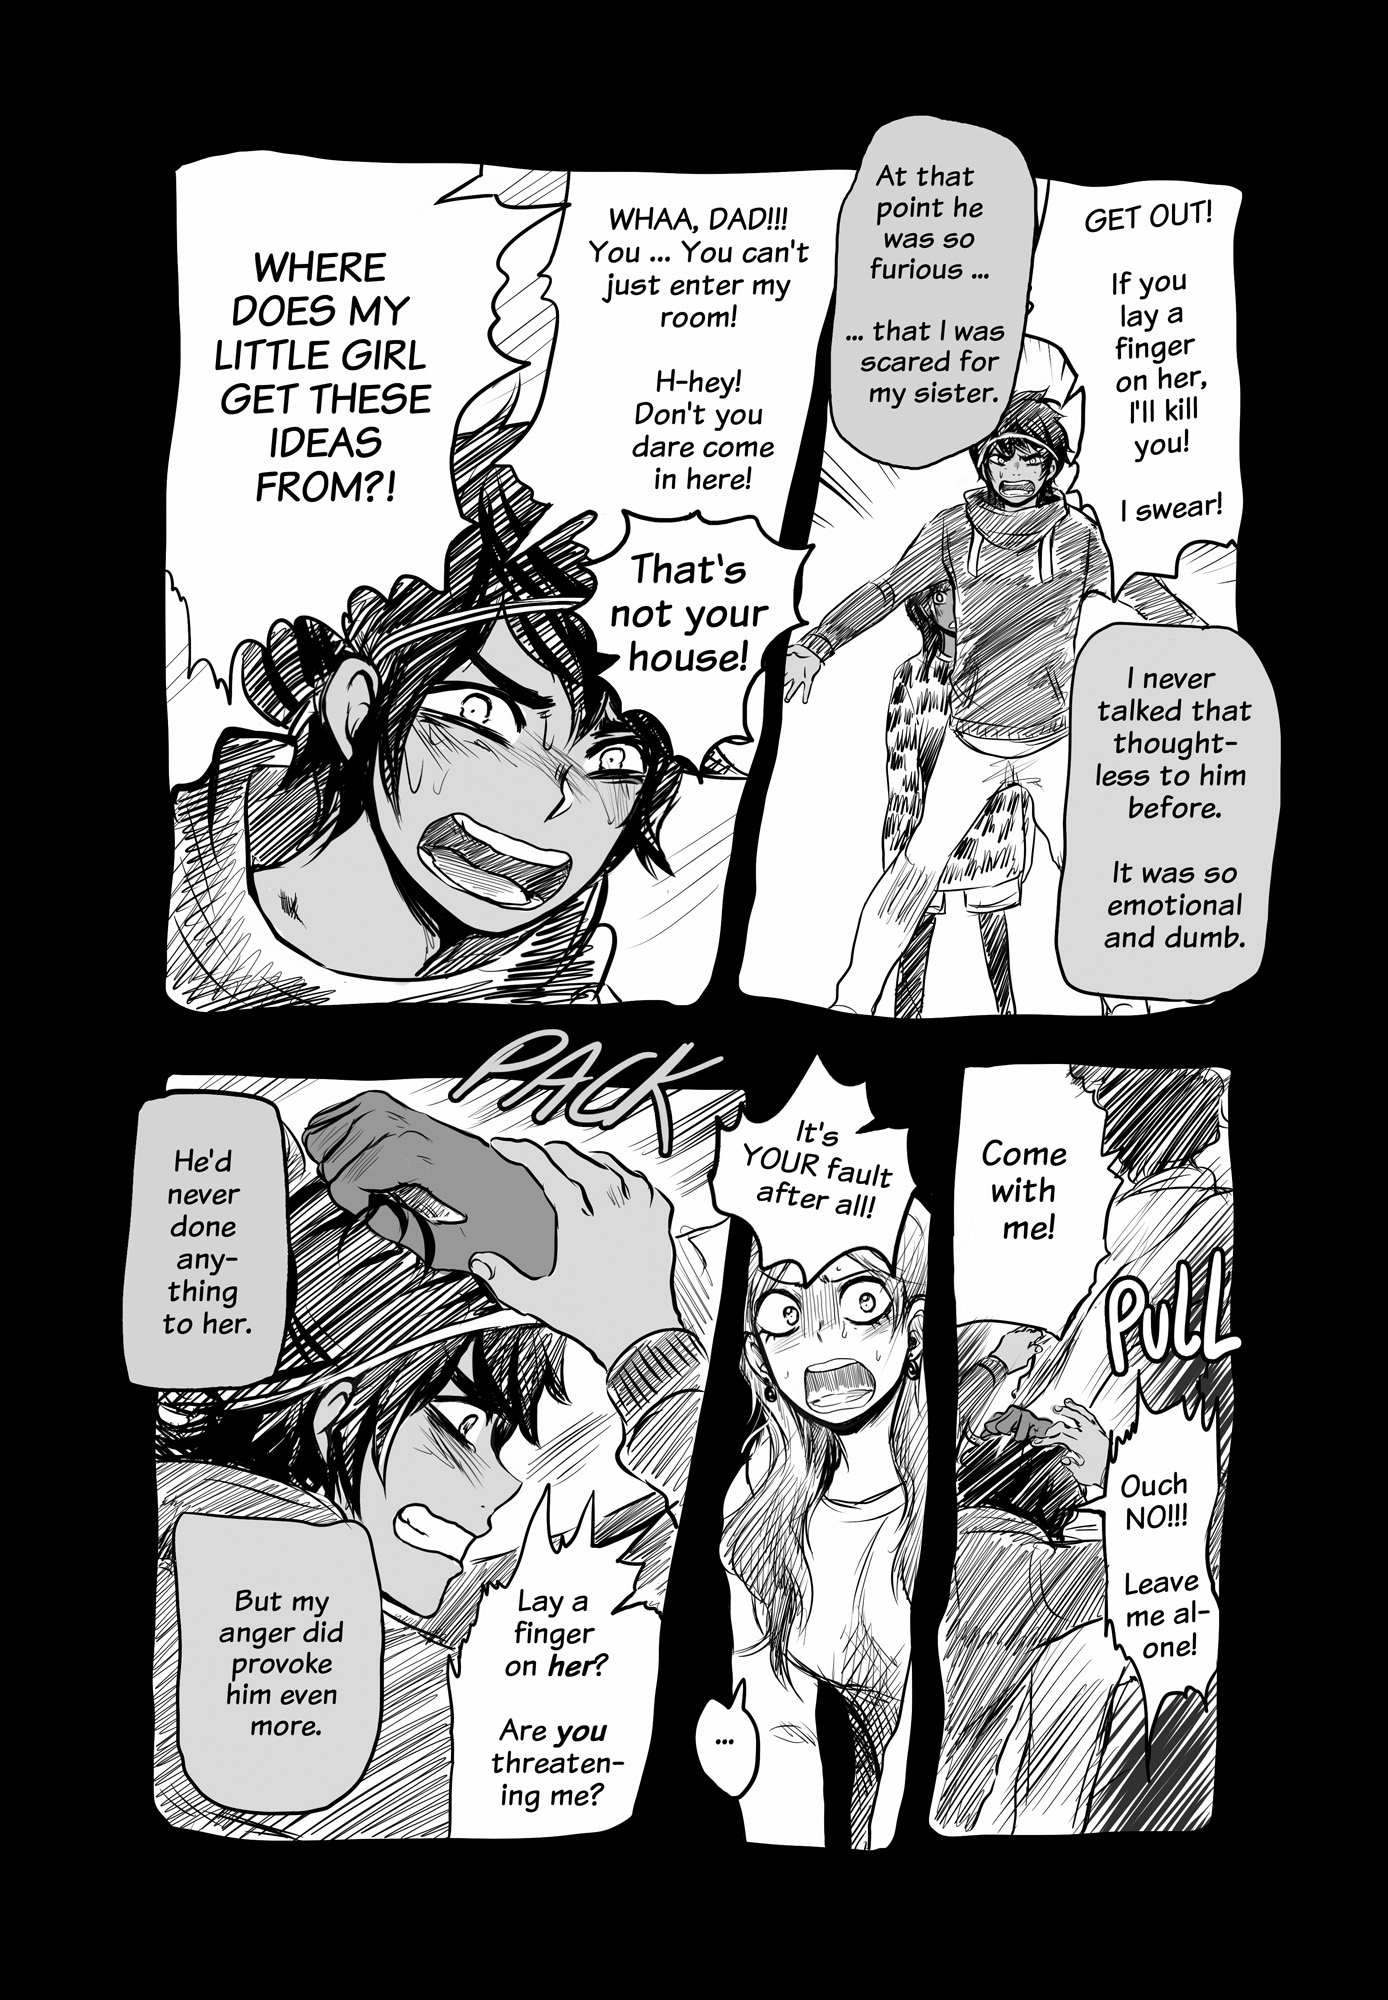 WHERE
DOES MY
LITTLE GIRL
GET THESE
IDEAS
FROM?!
WHAA, DAD!!!
You ... You can't
just enter my
room!
H-hey!
Don't you
dare come
in here!
That's
not your
house!
At that
point he
was so
furious ...
... that I was
scared for
my sister.
GET OUT!
If you
lay a
finger
on her,
I'll kill
you!
I swear!
I never
talked that
thought-
less to him
before.
It was so
emotional
and dumb.
PACK
He'd
never
done
any-
thing
to her.
But my
anger did
provoke
him even
more.
Lay a
finger
on her?
Are you
threaten-
ing me?
It's
YOUR fault
after all!
...
Come
with
me!
PULL
Ouch
NO!!!
Leave
me al-
one!